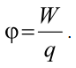 φ = W/q.